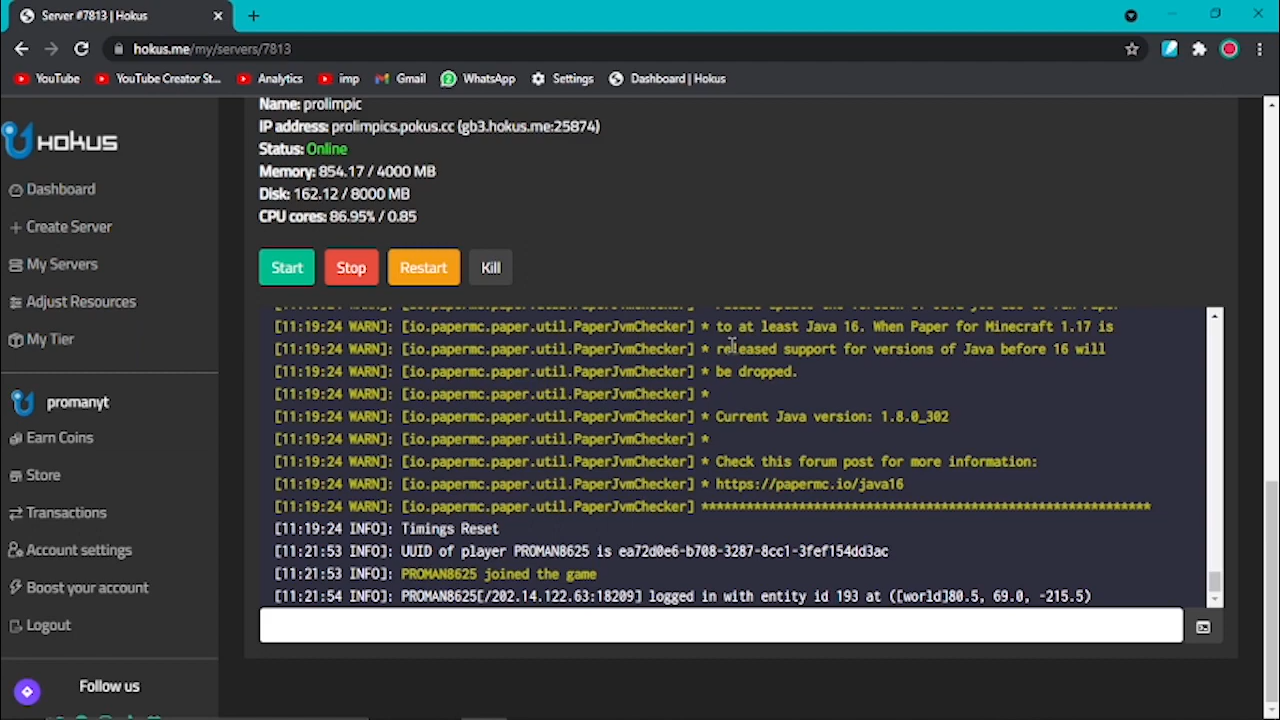 Server #7813 | Hokus
hokus.me/my/servers/7813
YouTube
YouTube Creator St...
Analytics
imp
Gmail
WhatsApp
Settings
Dashboard | Hokus
HOKUS
Dashboard
Create Server
My Servers
Adjust Resources
My Tier
promanyt
Earn Coins
Store
Transactions
Account settings
Boost your account
Logout
Follow us
Name: prolimpic
IP address: prolimpics.pokus.cc (gb3.hokus.me:25874)
Status: Online
Memory: 854.17 / 4000 MB
Disk: 162.12 / 8000 MB
CPU cores: 86.95% / 0.85
Start
Stop
Restart
Kill
[11:19:24 WARN]: [io.papermc.paper.util.PaperJvmChecker] * to at least Java 16. When Paper for Minecraft 1.17 is
[11:19:24 WARN]: [io.papermc.paper.util.PaperJvmChecker] * released support for versions of Java before 16 will
[11:19:24 WARN]: [io.papermc.paper.util.PaperJvmChecker] * be dropped.
[11:19:24 WARN]: [io.papermc.paper.util.PaperJvmChecker] *
[11:19:24 WARN]: [io.papermc.paper.util.PaperJvmChecker] * Current Java version: 1.8.0_302
[11:19:24 WARN]: [io.papermc.paper.util.PaperJvmChecker] *
[11:19:24 WARN]: [io.papermc.paper.util.PaperJvmChecker] * Check this forum post for more information:
[11:19:24 WARN]: [io.papermc.paper.util.PaperJvmChecker] * https://papermc.io/java16
[11:19:24 WARN]: [io.papermc.paper.util.PaperJvmChecker] ************************************************************
[11:19:24 INFO]: Timings Reset
[11:21:53 INFO]: UUID of player PROMAN8625 is ea72d0e6-b708-3287-8cc1-3fef154dd3ac
[11:21:53 INFO]: PROMAN8625 joined the game
[11:21:54 INFO]: PROMAN8625[/202.14.122.63:18209] logged in with entity id 193 at ([world]80.5, 69.0, -215.5)